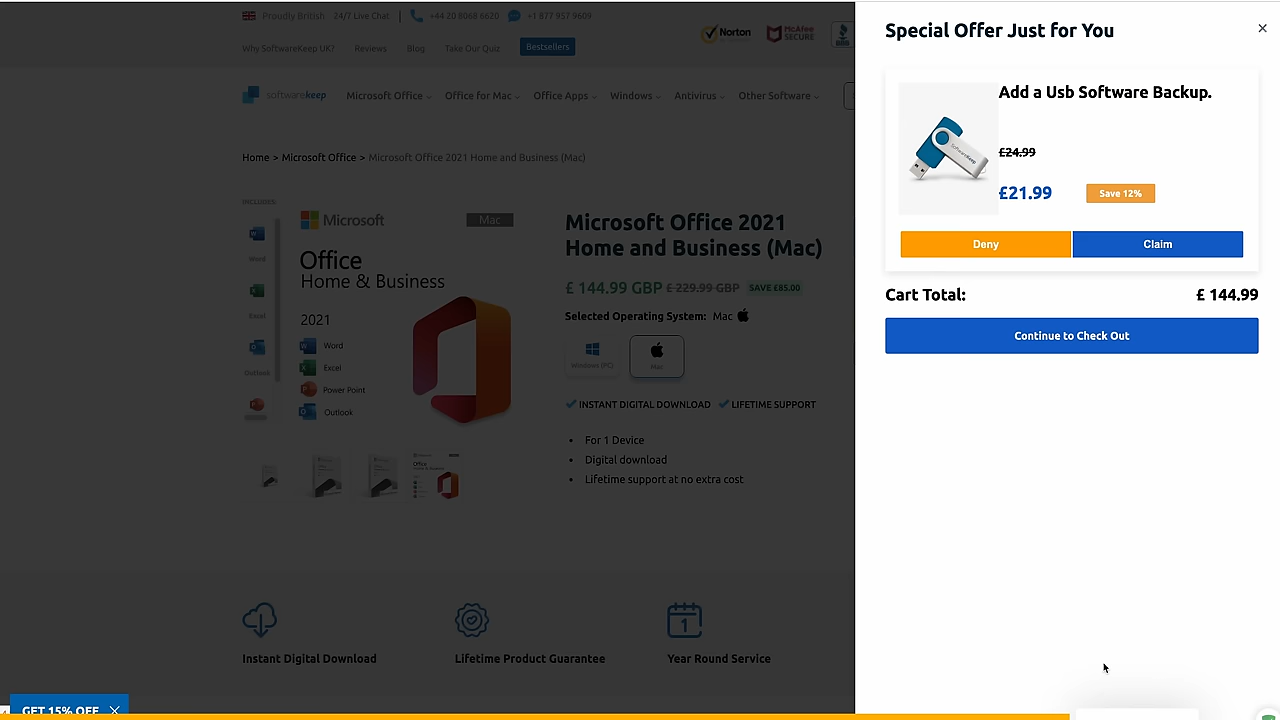 Proudly British 24/7 Live Chat | +44 20 8068 6620 +1 877 957 9609
Why SoftwareKeep UK? Reviews Blog Take Our Quiz Bestsellers
Norton
McAfee
SECURE
BBB
softwarekeep Microsoft Office Office for Mac Office Apps Windows Antivirus Other Software
Home > Microsoft Office > Microsoft Office 2021 Home and Business (Mac)
INCLUDES:
Word
Excel
Outlook
Microsoft
Mac
Office
Home & Business
2021
Word
Excel
Power Point
Outlook
Microsoft Office 2021
Home and Business (Mac)
£ 144.99 GBP £ 229.99 GBP SAVE £85.00
Selected Operating System: Mac
Windows (PC)
Mac
INSTANT DIGITAL DOWNLOAD LIFETIME SUPPORT
• For 1 Device
• Digital download
• Lifetime support at no extra cost
Instant Digital Download
Lifetime Product Guarantee
1
Year Round Service
GET 15% OFF
Special Offer Just for You
Add a Usb Software Backup.
SoftwareKeep
£24.99
£21.99 Save 12%
Deny Claim
Cart Total: £ 144.99
Continue to Check Out